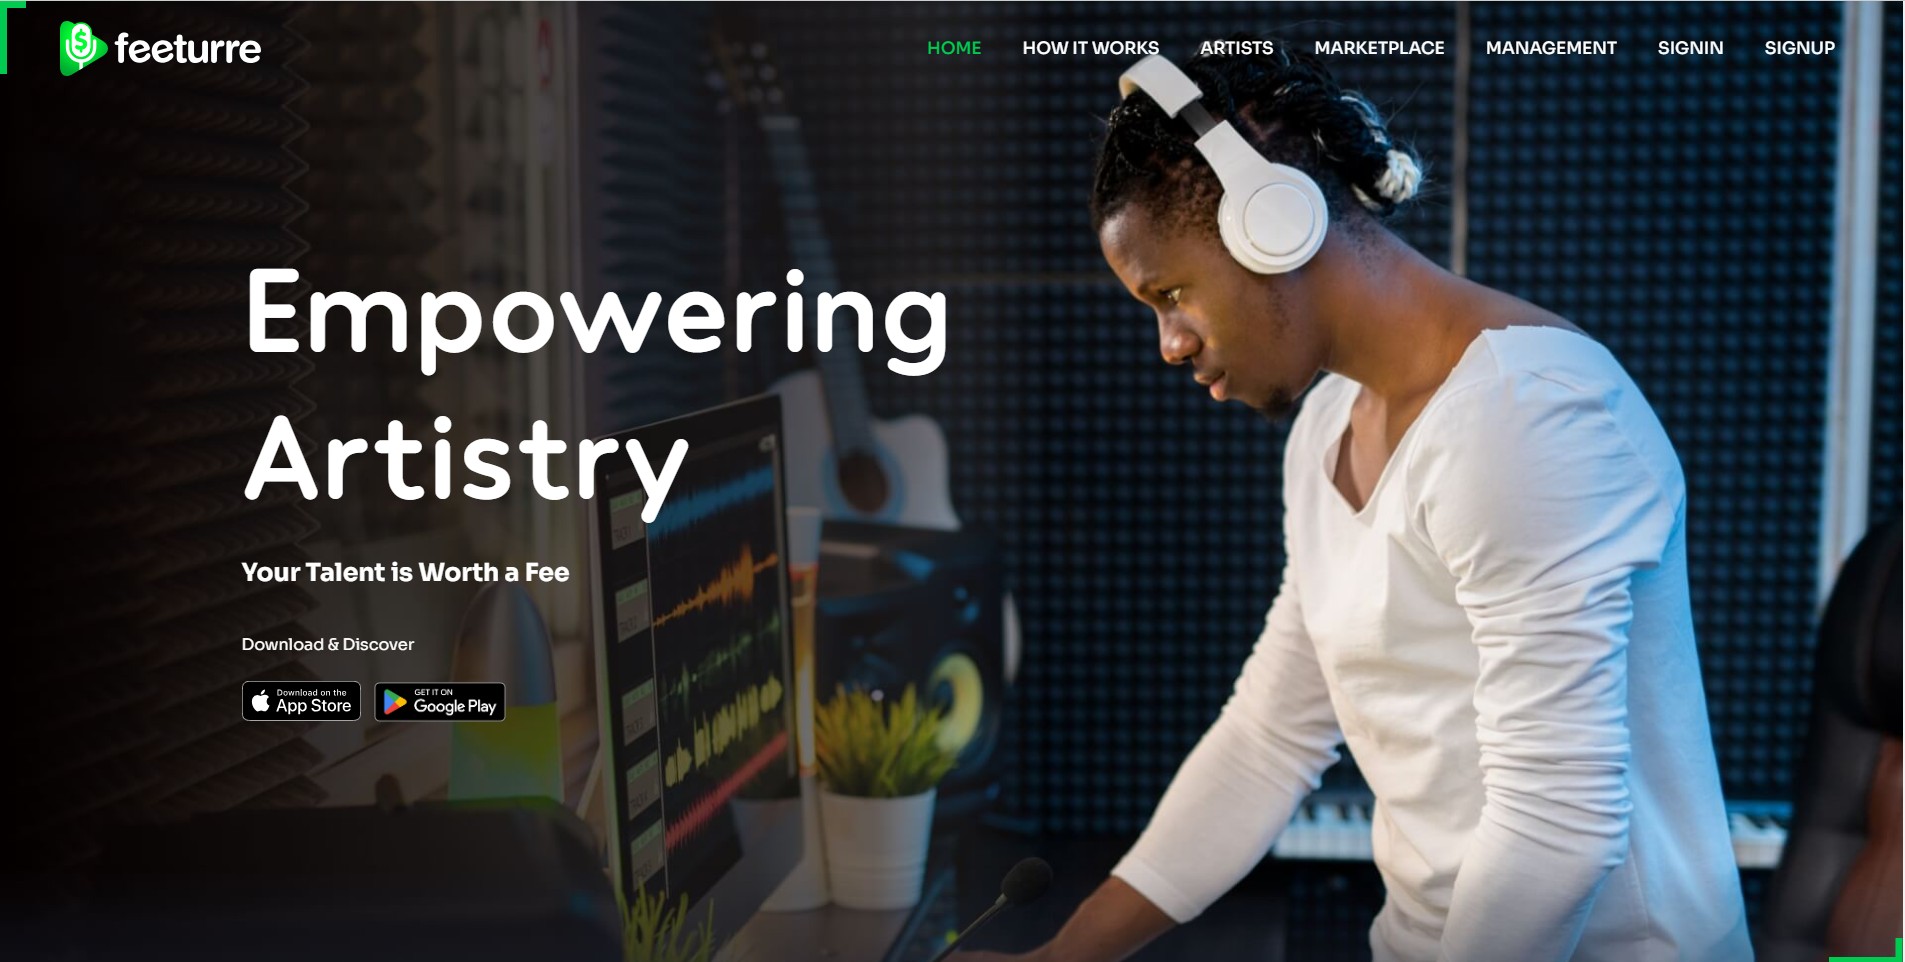 feeturre
HOME HOW IT WORKS ARTISTS MARKETPLACE MANAGEMENT SIGNIN SIGNUP
Empowering
Artistry
Your Talent is Worth a Fee
Download & Discover
Download on the
App Store
GET IT ON
Google Play